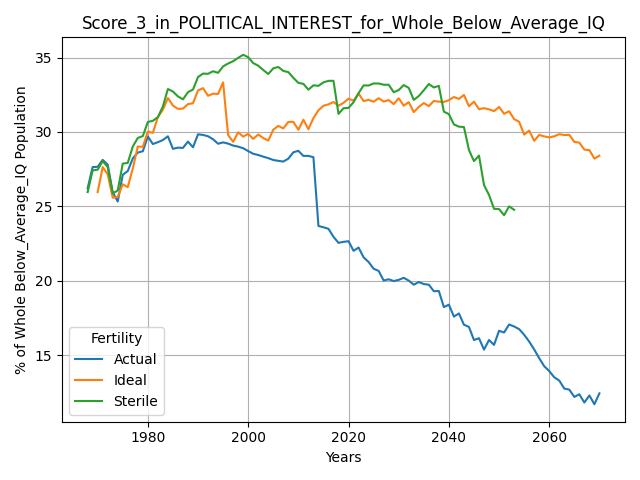 Score_3_in_POLITICAL_INTEREST_for_Whole_Below_Average_IQ
% of Whole Below_Average_IQ Population
35
30
25
20
15
Fertility
Actual
Ideal
Sterile
1980
2000
2020
2040
2060
Years